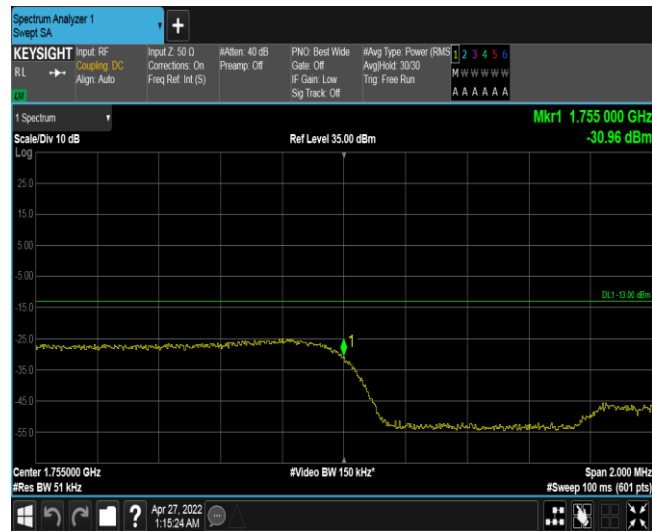 Spectrum Analyzer 1
Swept SA
+
KEYSIGHT
RL
Input: RF
Coupling: DC
Align: Auto
Input Z: 50 Ω
Corrections: On
Freq Ref: Int (S)
#Atten: 40 dB
Preamp: Off
PNO: Best Wide
Gate: Off
IF Gain: Low
Sig Track: Off
#Avg Type: Power (RMS
Avg|Hold: 30/30
Trig: Free Run
1 2 3 4 5 6
M W W W W W
A A A A A A
1 Spectrum
Scale/Div 10 dB
Ref Level 35.00 dBm
Mkr1 1.755 000 GHz
-30.96 dBm
Log
25.0
15.0
5.00
-5.00
DL1 -13.00 dBm
-15.0
-25.0
1
-35.0
-45.0
-55.0
Center 1.755000 GHz
#Video BW 150 kHz*
Span 2.000 MHz
#Res BW 51 kHz
#Sweep 100 ms (601 pts)
?
Apr 27, 2022
1:15:24 AM